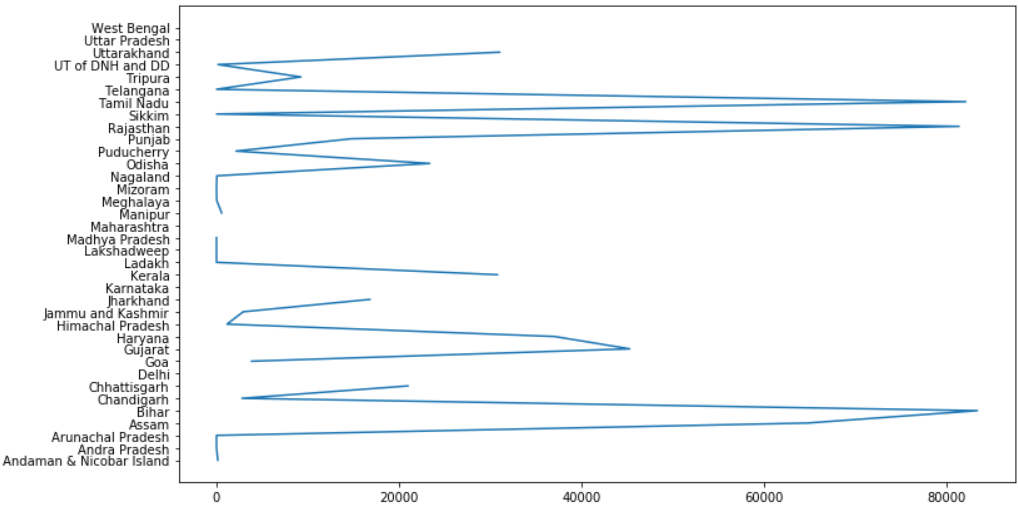 West Bengal
Uttar Pradesh
Uttarakhand
UT of DNH and DD
Tripura
Telangana
Tamil Nadu
Sikkim
Rajasthan
Punjab
Puducherry
Odisha
Nagaland
Mizoram
Meghalaya
Manipur
Maharashtra
Madhya Pradesh
Lakshadweep
Ladakh
Kerala
Karnataka
Jharkhand
Jammu and Kashmir
Himachal Pradesh
Haryana
Gujarat
Goa
Delhi
Chhattisgarh
Chandigarh
Bihar
Assam
Arunachal Pradesh
Andra Pradesh
Andaman & Nicobar Island
0 20000 40000 60000 80000